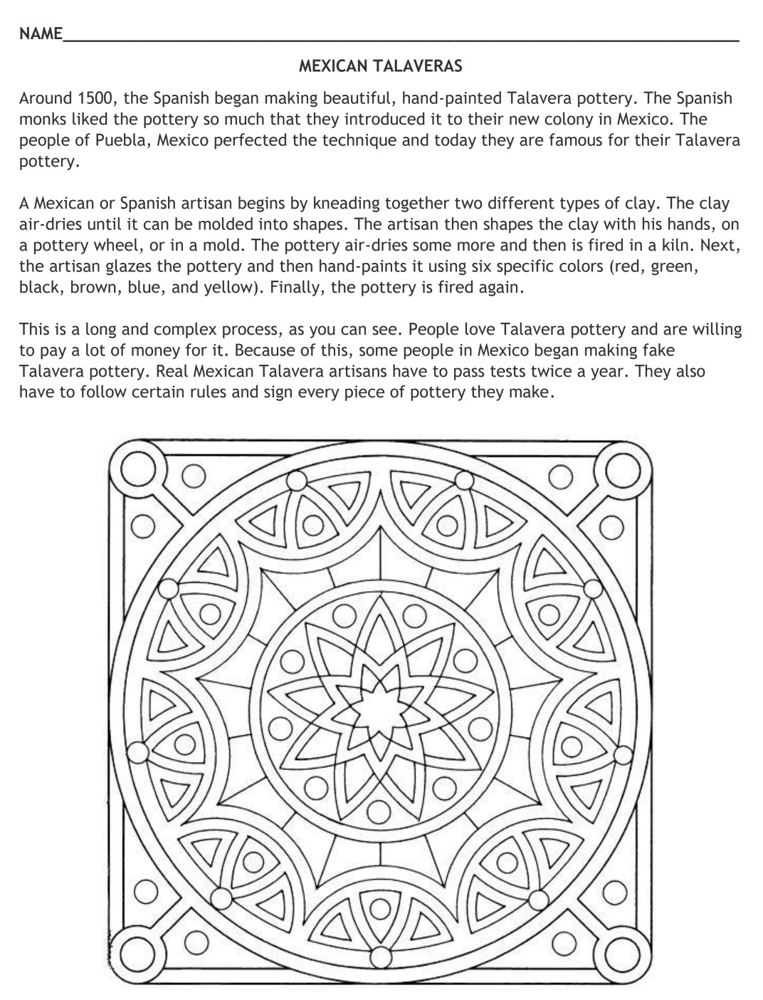 NAME_______________________________________________
MEXICAN TALAVERAS
Around 1500, the Spanish began making beautiful, hand-painted Talavera pottery. The Spanish
monks liked the pottery so much that they introduced it to their new colony in Mexico. The
people of Puebla, Mexico perfected the technique and today they are famous for their Talavera
pottery.
A Mexican or Spanish artisan begins by kneading together two different types of clay. The clay
air-dries until it can be molded into shapes. The artisan then shapes the clay with his hands, on
a pottery wheel, or in a mold. The pottery air-dries some more and then is fired in a kiln. Next,
the artisan glazes the pottery and then hand-paints it using six specific colors (red, green,
black, brown, blue, and yellow). Finally, the pottery is fired again.
This is a long and complex process, as you can see. People love Talavera pottery and are willing
to pay a lot of money for it. Because of this, some people in Mexico began making fake
Talavera pottery. Real Mexican Talavera artisans have to pass tests twice a year. They also
have to follow certain rules and sign every piece of pottery they make.